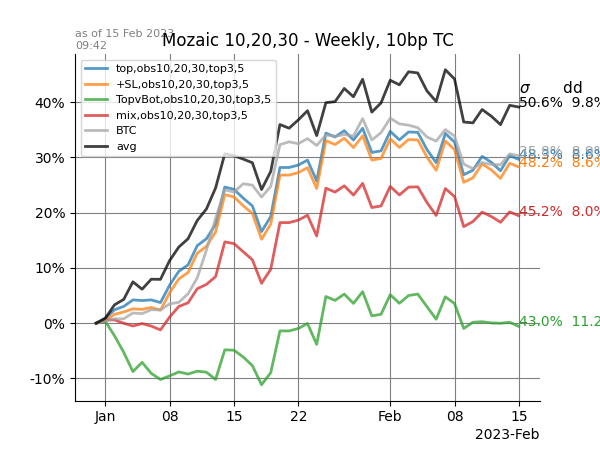 as of 15 Feb 2023
09:42
Mozaic 10,20,30 - Weekly, 10bp TC
top,obs10,20,30,top3,5
+SL,obs10,20,30,top3,5
TopvBot,obs10,20,30,top3,5
mix,obs10,20,30,top3,5
BTC
avg
σ dd
50.6% 9.8%
48.2% 8.6%
45.2% 8.0%
43.0% 11.2
40%
30%
20%
10%
0%
-10%
Jan 08 15 22 Feb 08 15
2023-Feb